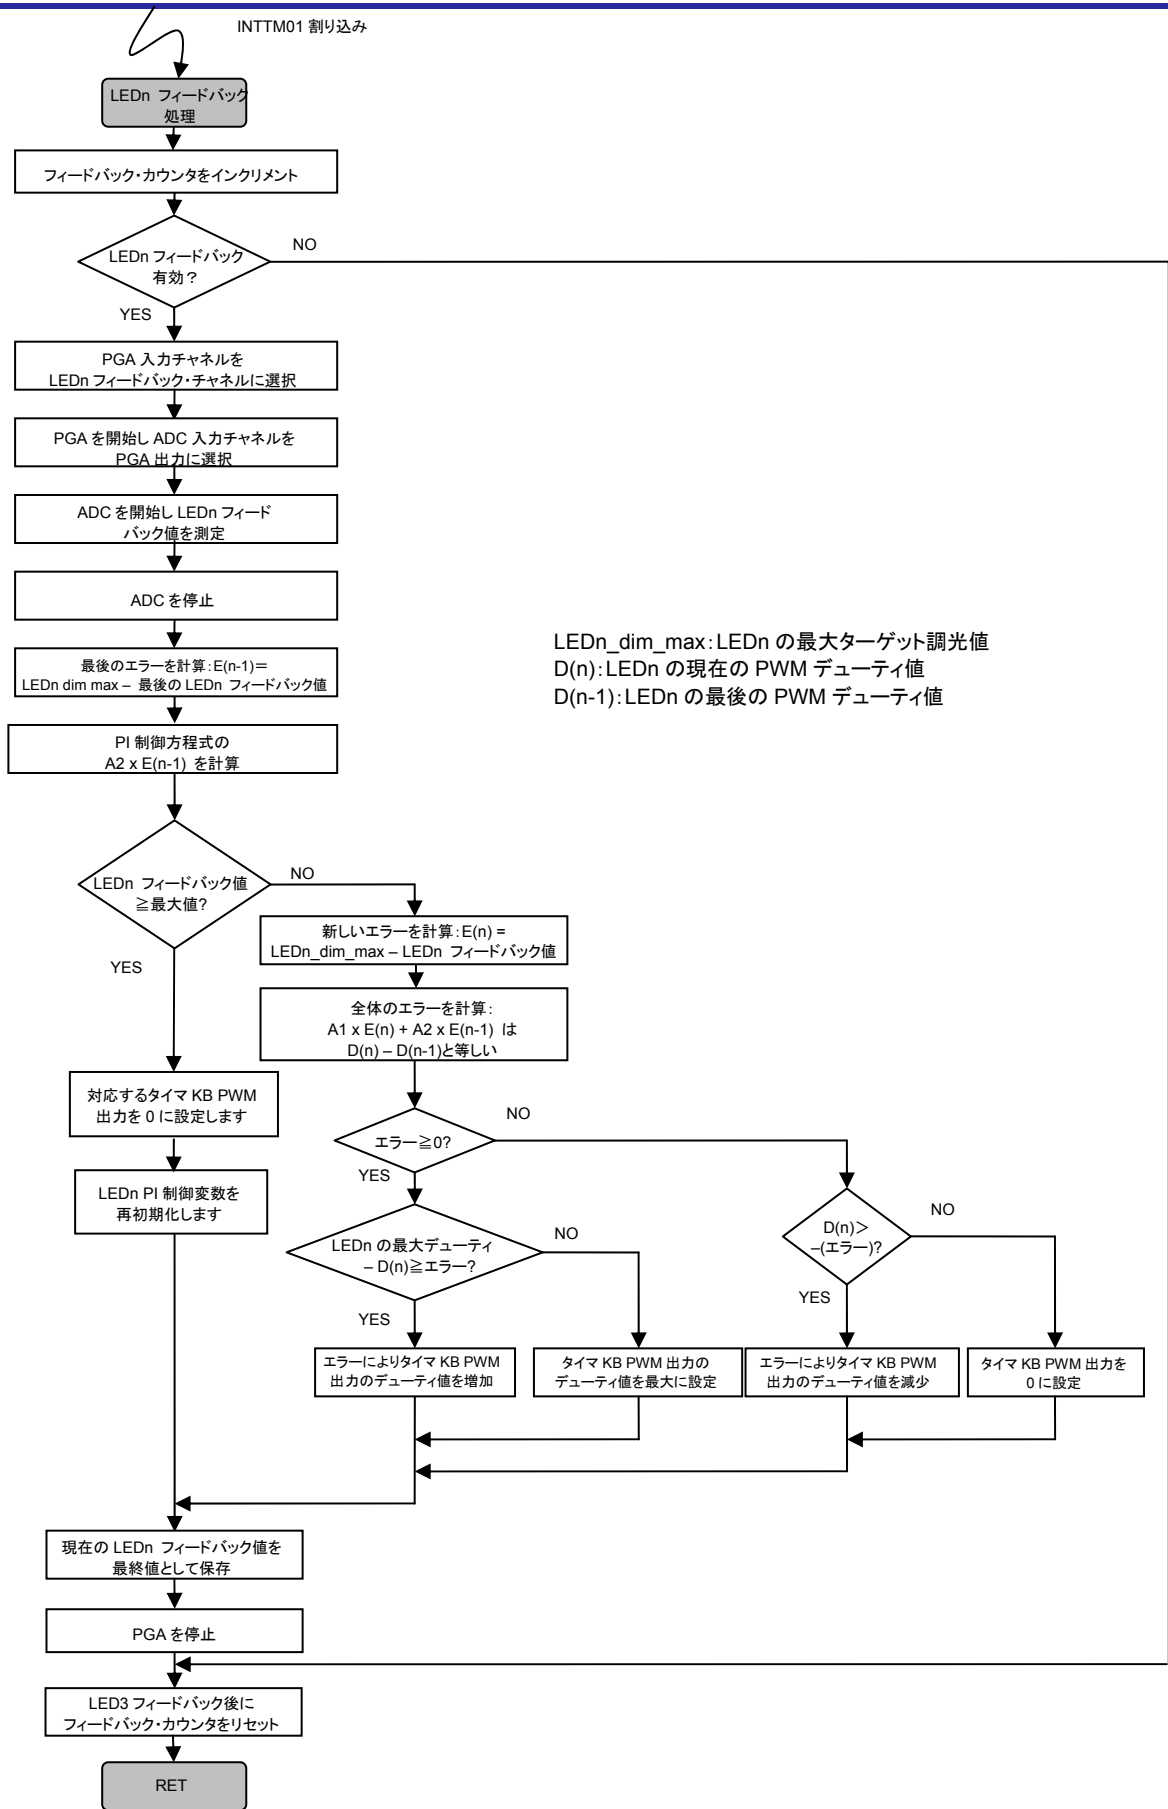 INTTM01 割り込み
LEDn フィードバック
処理
フィードバック・カウンタをインクリメント
LEDn フィードバック
有効？
NO
YES
PGA 入力チャネルを
LEDn フィードバック・チャネルに選択
PGA を開始し ADC 入力チャネルを
PGA 出力に選択
ADC を開始し LEDn フィード
バック値を測定
ADC を停止
最後のエラーを計算：E(n-1)＝
LEDn dim max – 最後の LEDn フィードバック値
PI 制御方程式の
A2 x E(n-1) を計算
LEDn_dim_max：LEDn の最大ターゲット調光値
D(n)：LEDn の現在の PWM デューティ値
D(n-1)：LEDn の最後の PWM デューティ値
LEDn フィードバック値
≧最大値?
NO
YES
新しいエラーを計算：E(n) =
LEDn_dim_max – LEDn フィードバック値
全体のエラーを計算：
A1 x E(n) + A2 x E(n-1) は
D(n) – D(n-1)と等しい
対応するタイマ KB PWM
出力を 0 に設定します
LEDn PI 制御変数を
再初期化します
エラー≧0?
NO
YES
LEDn の最大デューティ
– D(n)≧エラー?
NO
YES
D(n)＞
–(エラー)?
NO
YES
エラーによりタイマ KB PWM
出力のデューティ値を増加
タイマ KB PWM 出力の
デューティ値を最大に設定
エラーによりタイマ KB PWM
出力のデューティ値を減少
タイマ KB PWM 出力を
0 に設定
現在の LEDn フィードバック値を
最終値として保存
PGA を停止
LED3 フィードバック後に
フィードバック・カウンタをリセット
RET